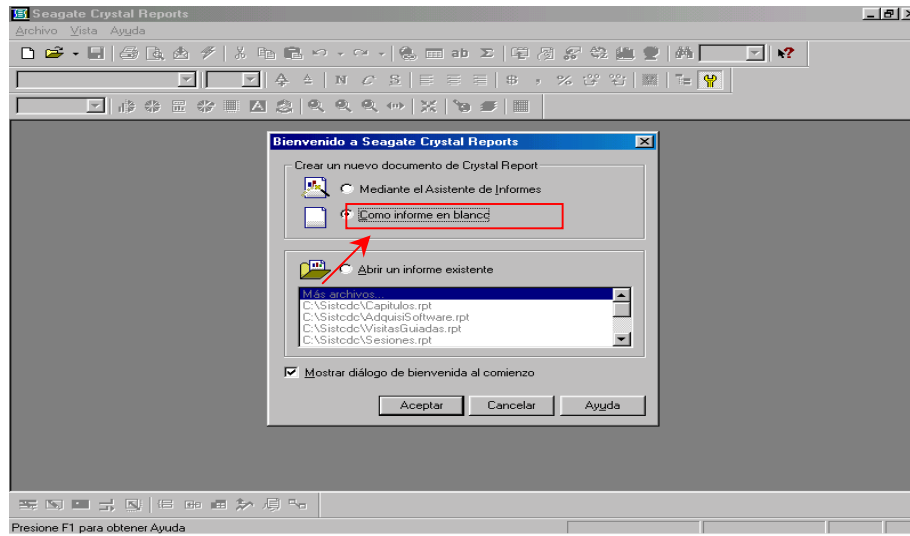 Seagate Crystal Reports
Archivo Vista Ayuda
ab Σ
N C S $ , %
A
Bienvenido a Seagate Crystal Reports
Crear un nuevo documento de Crystal Report
Mediante el Asistente de Informes
Como informe en blanco
Abrir un informe existente
Más archivos...
C:\Sistcdc\Capitulos.rpt
C:\Sistcdc\AdquisiSoftware.rpt
C:\Sistcdc\VisitasGuiadas.rpt
C:\Sistcdc\Sesiones.rpt
Mostrar diálogo de bienvenida al comienzo
Aceptar Cancelar Ayuda
Presione F1 para obtener Ayuda